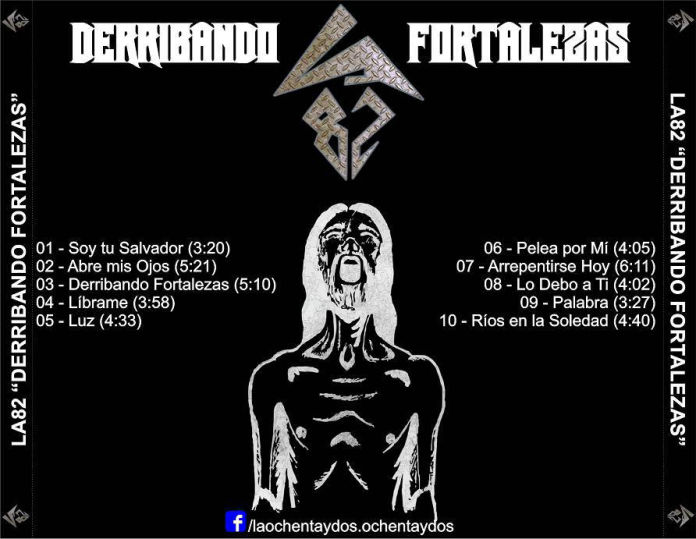 DERRIBANDO FORTALEZAS
LA
82
LA82 “DERRIBANDO FORTALEZAS”
01 - Soy tu Salvador (3:20)
02 - Abre mis Ojos (5:21)
03 - Derribando Fortalezas (5:10)
04 - Líbrame (3:58)
05 - Luz (4:33)
06 - Pelea por Mí (4:05)
07 - Arrepentirse Hoy (6:11)
08 - Lo Debo a Ti (4:02)
09 - Palabra (3:27)
10 - Ríos en la Soledad (4:40)
LA82 “DERRIBANDO FORTALEZAS”
f /laochentaydos.ochentaydos